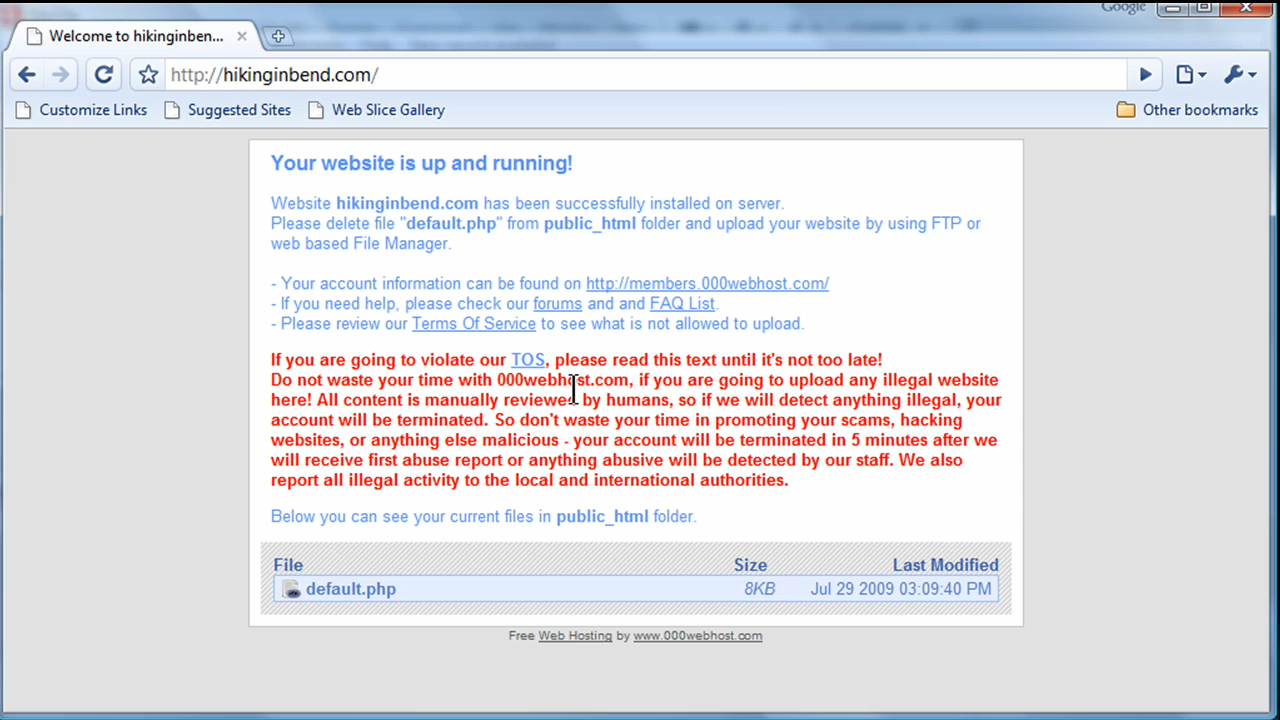 Google
Welcome to hikinginben...
http://hikinginbend.com/
Customize Links Suggested Sites Web Slice Gallery Other bookmarks
Your website is up and running!
Website hikinginbend.com has been successfully installed on server.
Please delete file "default.php" from public_html folder and upload your website by using FTP or
web based File Manager.
- Your account information can be found on http://members.000webhost.com/
- If you need help, please check our forums and and FAQ List.
- Please review our Terms Of Service to see what is not allowed to upload.
If you are going to violate our TOS, please read this text until it's not too late!
Do not waste your time with 000webhost.com, if you are going to upload any illegal website
here! All content is manually reviewed by humans, so if we will detect anything illegal, your
account will be terminated. So don't waste your time in promoting your scams, hacking
websites, or anything else malicious - your account will be terminated in 5 minutes after we
will receive first abuse report or anything abusive will be detected by our staff. We also
report all illegal activity to the local and international authorities.
Below you can see your current files in public_html folder.
File Size Last Modified
default.php 8KB Jul 29 2009 03:09:40 PM
Free Web Hosting by www.000webhost.com